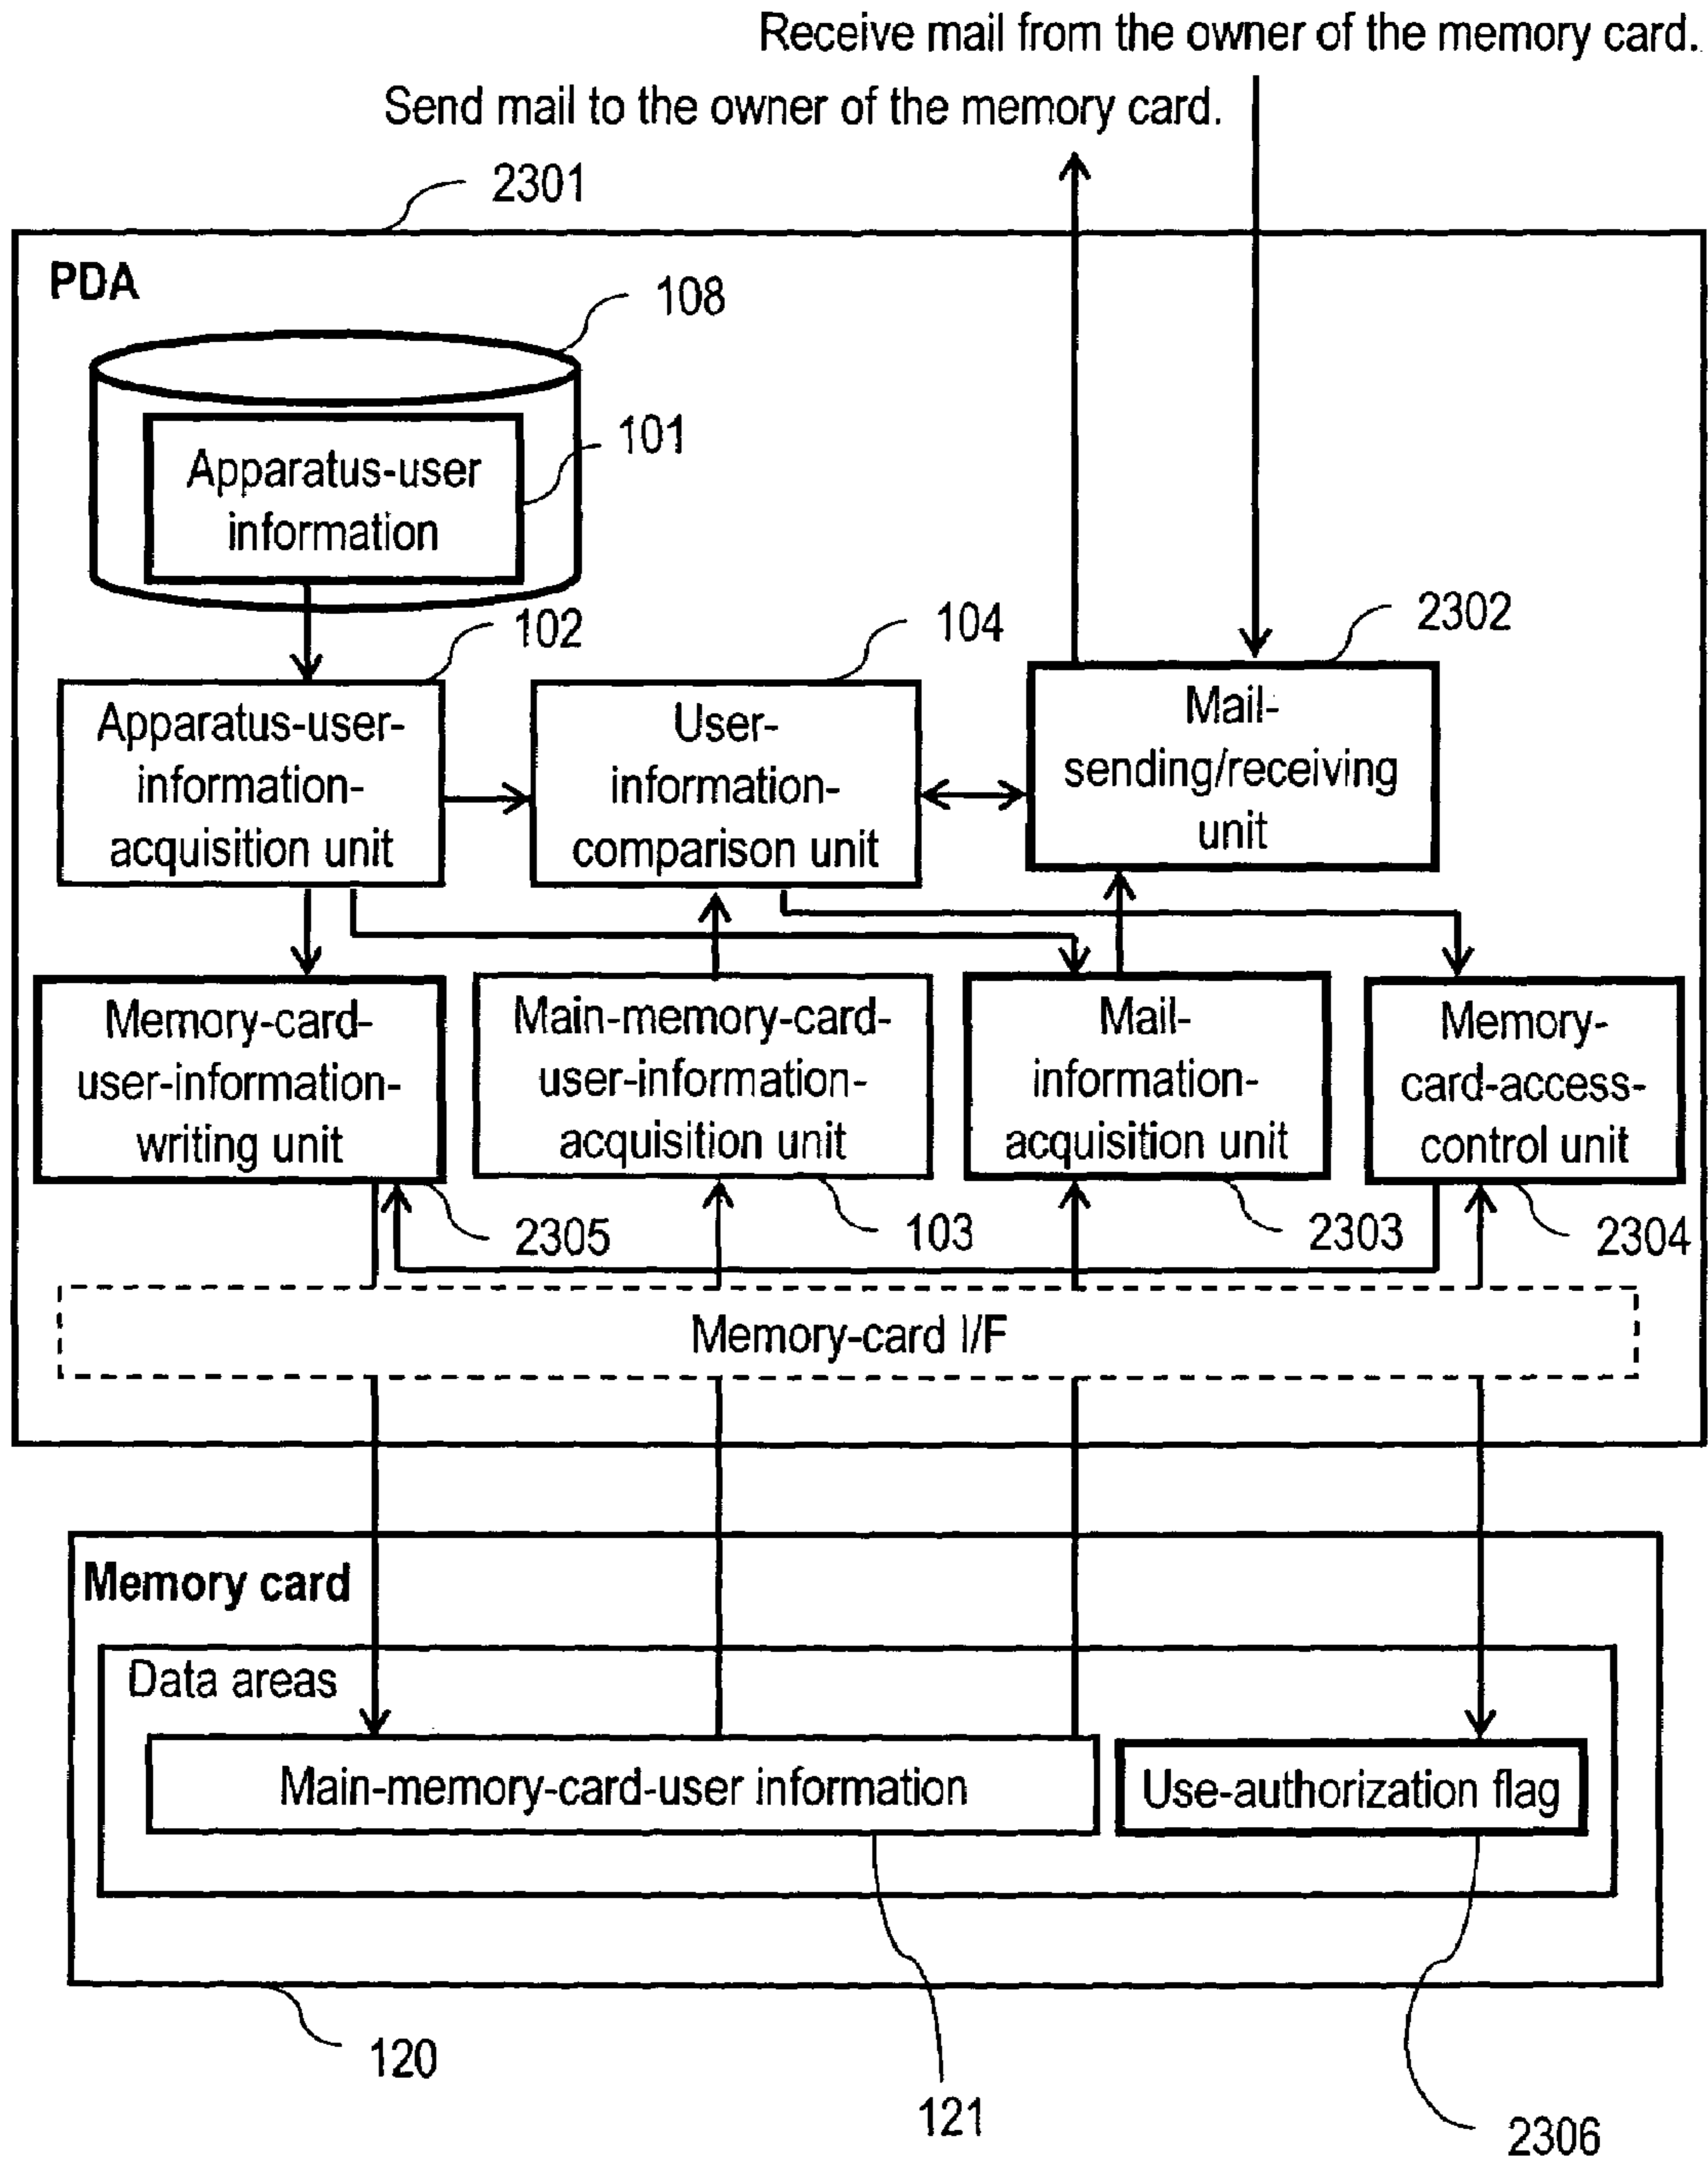 Receive mail from the owner of the memory card.
Send mail to the owner of the memory card.
2301
PDA
108
101
Apparatus-user
information
102
104
2302
Apparatus-user-
information-
acquisition unit
User-
information-
comparison unit
Mail-
sending/receiving
unit
Memory-card-
user-information-
writing unit
Main-memory-card-
user-information-
acquisition unit
Mail-
information-
acquisition unit
Memory-
card-access-
control unit
2305
103
2303
2304
Memory-card I/F
Memory card
Data areas
Main-memory-card-user information
Use-authorization flag
120
121
2306